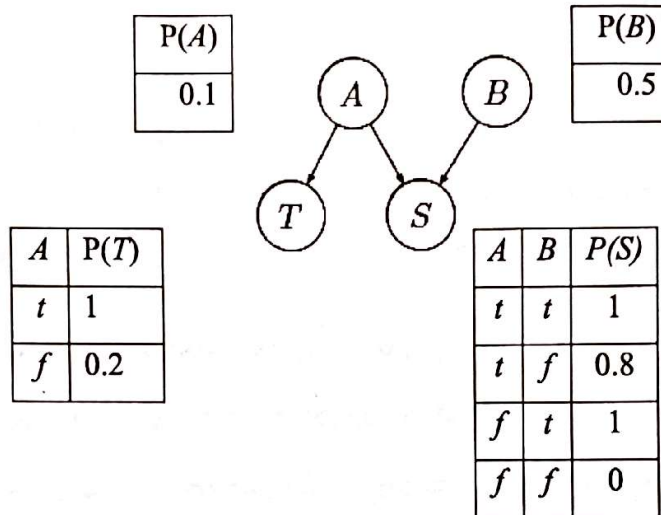 P(A)
0.1
A
B
P(B)
0.5
T
S
A P(T)
t 1
f 0.2
A B P(S)
t t 1
t f 0.8
f t 1
f f 0